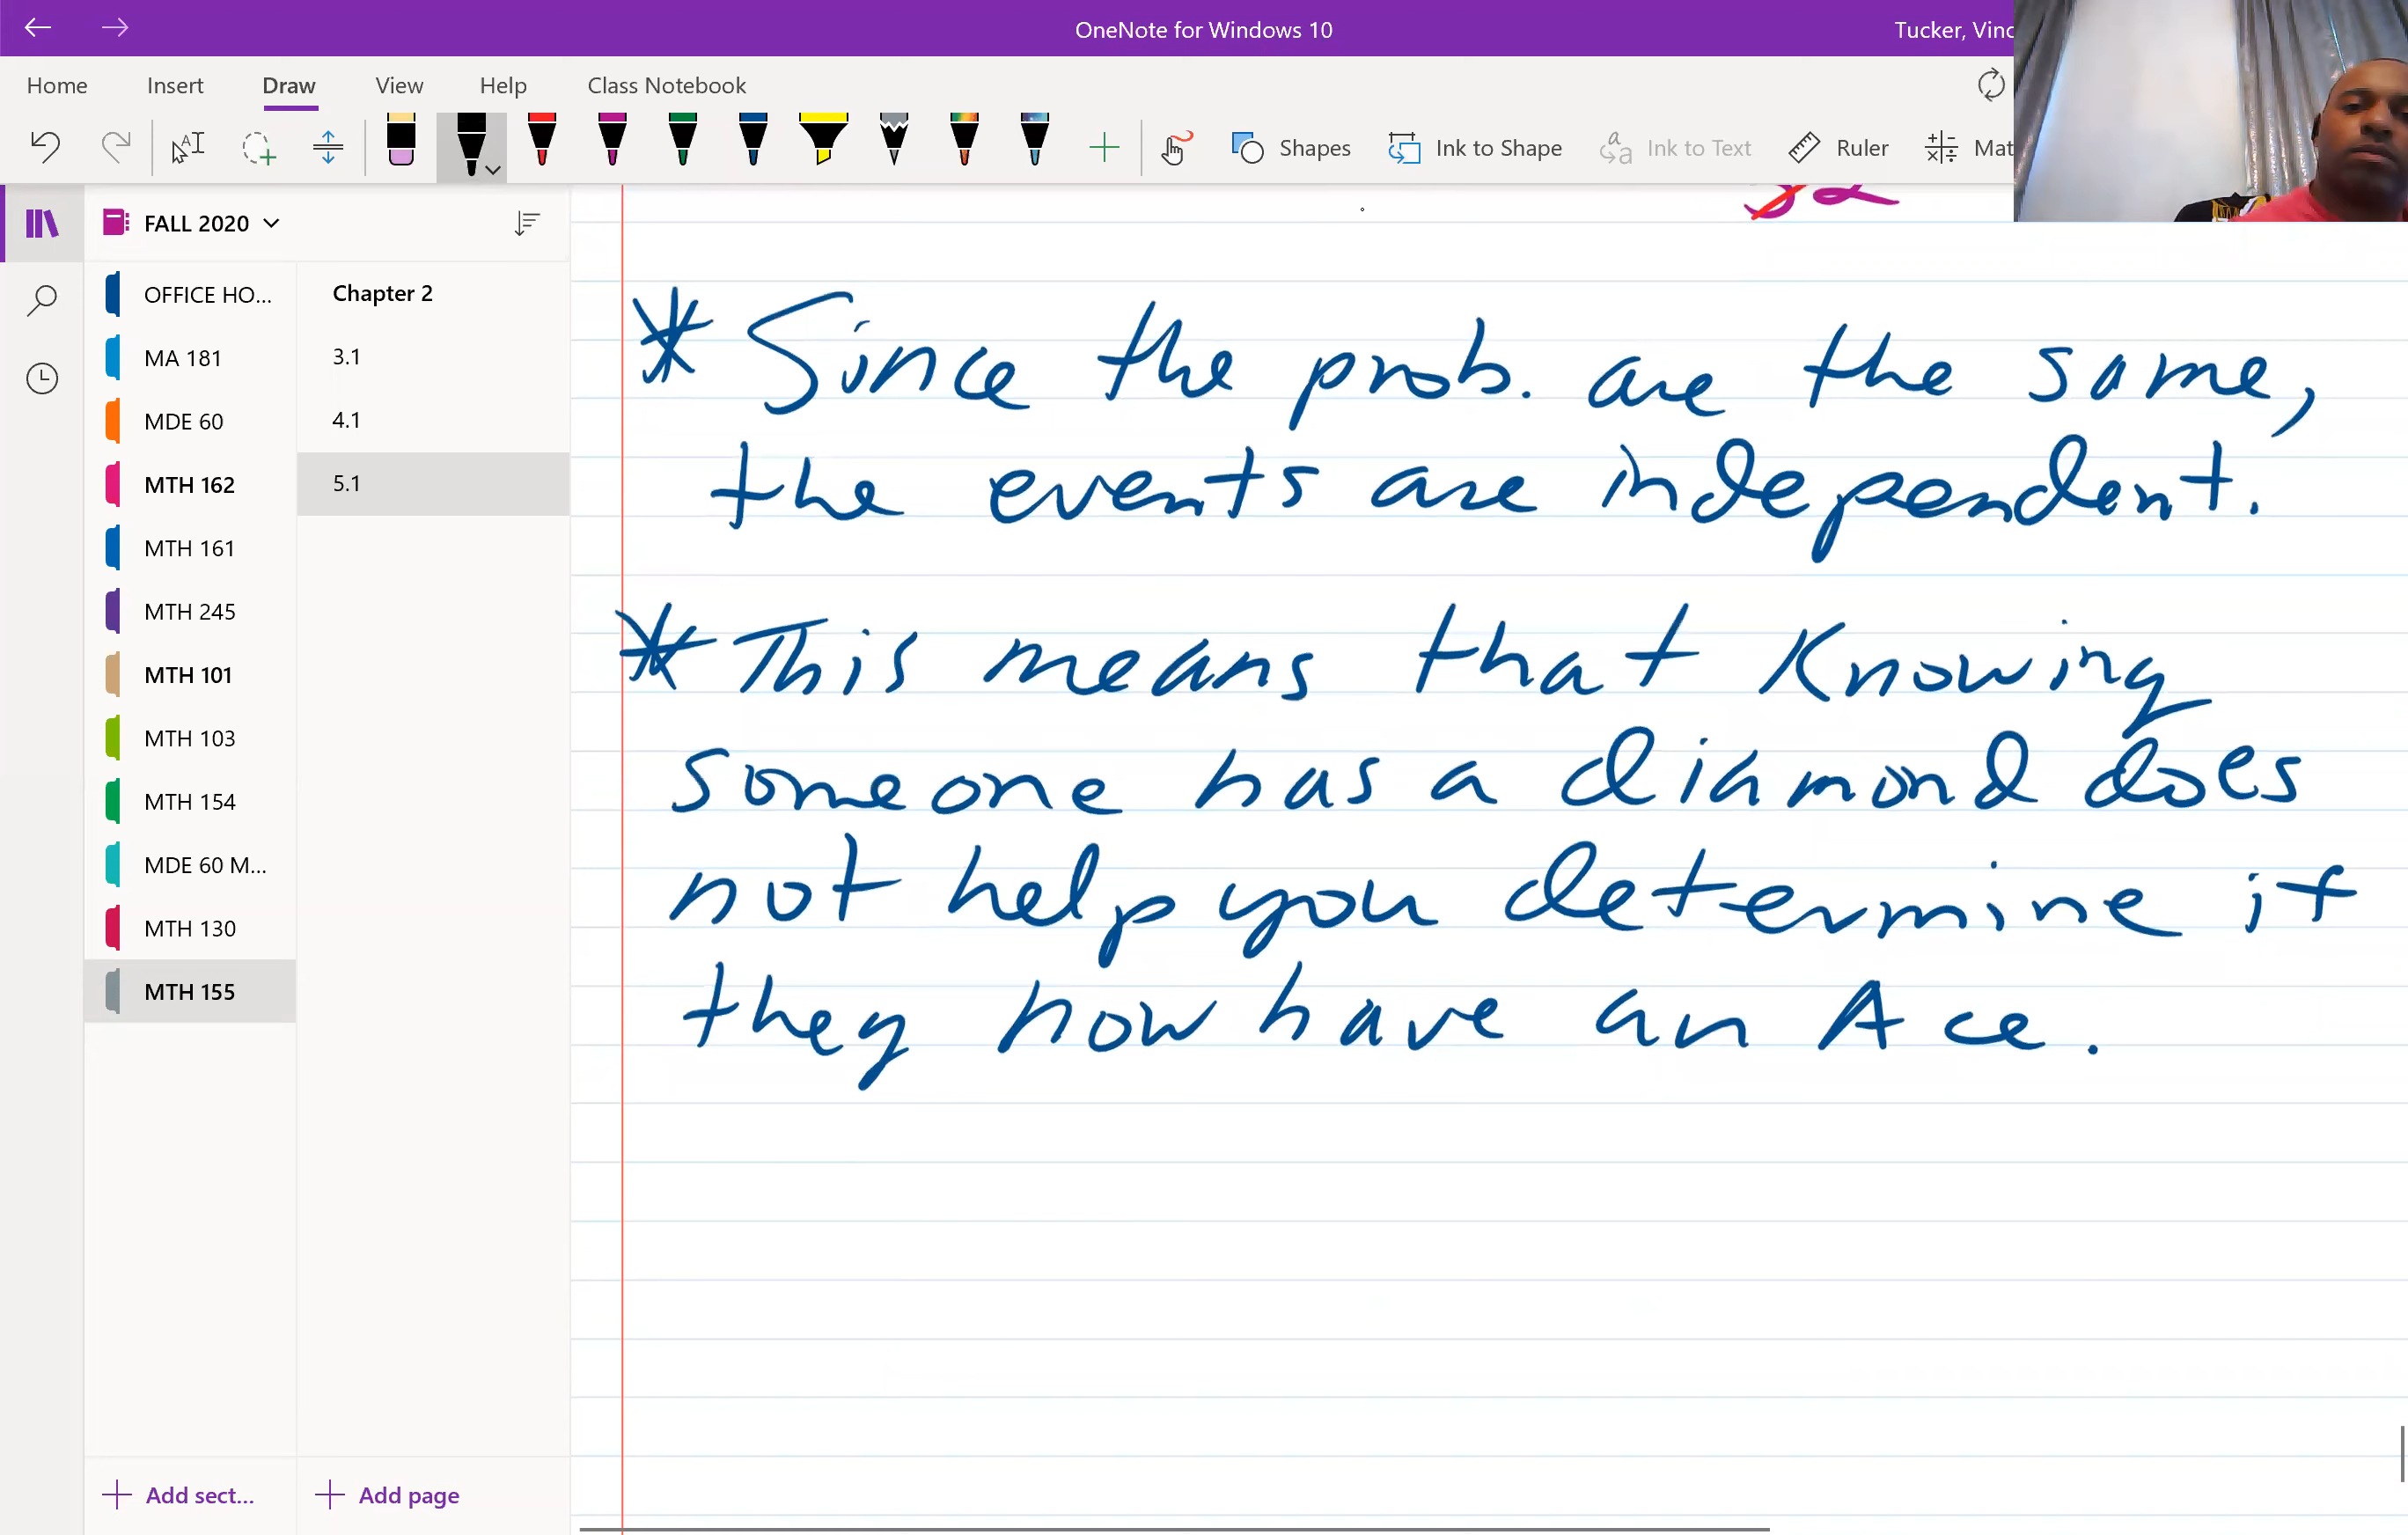 OneNote for Windows 10
Tucker, Vinc
Home Insert Draw View Help Class Notebook
Shapes Ink to Shape Ink to Text Ruler Mat
FALL 2020
OFFICE HO...
MA 181
MDE 60
MTH 162
MTH 161
MTH 245
MTH 101
MTH 103
MTH 154
MDE 60 M...
MTH 130
MTH 155
Add sect...
Chapter 2
3.1
4.1
5.1
Add page
* Since the prob. are the same,
the events are independent.
* This means that Knowing
someone has a diamond does
not help you determine if
they now have an Ace.